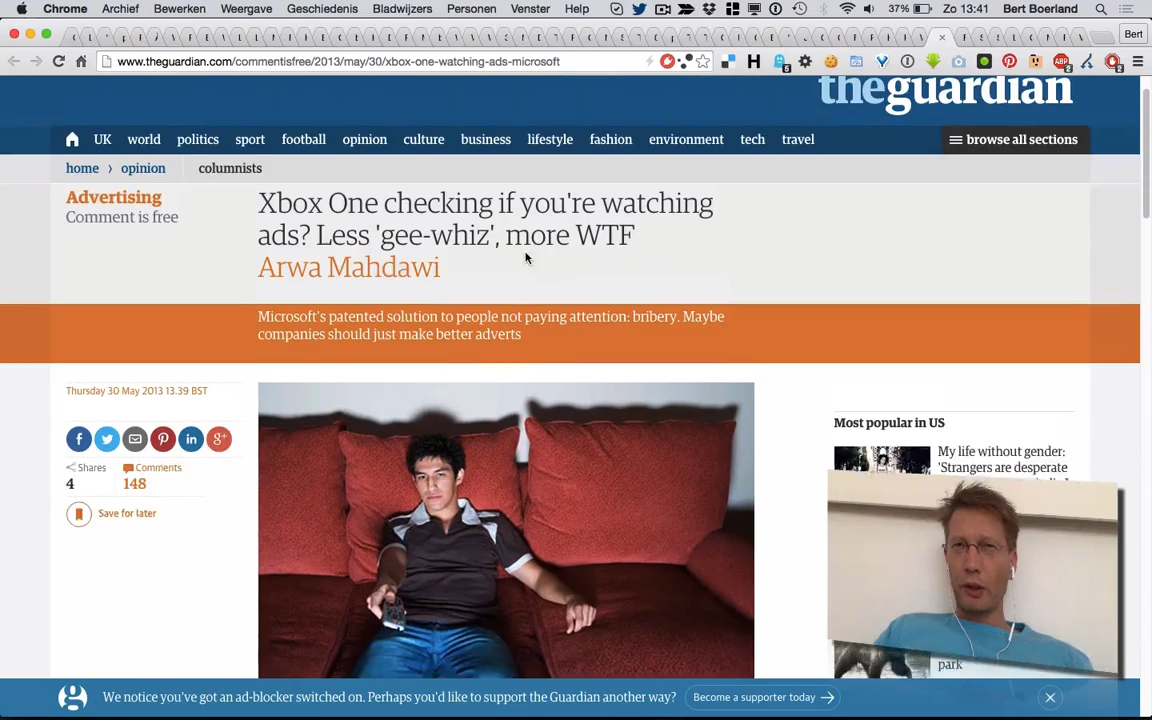 Chrome Archief Bewerken Weergave Geschiedenis Bladwijzers Personen Venster Help 37% Zo 13:41 Bert Boerland
Bert
www.theguardian.com/commentisfree/2013/may/30/xbox-one-watching-ads-microsoft
theguardian
UK world politics sport football opinion culture business lifestyle fashion environment tech travel browse all sections
home › opinion columnists
Advertising
Comment is free
Xbox One checking if you're watching
ads? Less 'gee-whiz', more WTF
Arwa Mahdawi
Microsoft's patented solution to people not paying attention: bribery. Maybe
companies should just make better adverts
Thursday 30 May 2013 13.39 BST
Shares Comments
4 148
Save for later
Most popular in US
My life without gender:
'Strangers are desperate
park
We notice you've got an ad-blocker switched on. Perhaps you'd like to support the Guardian another way? Become a supporter today